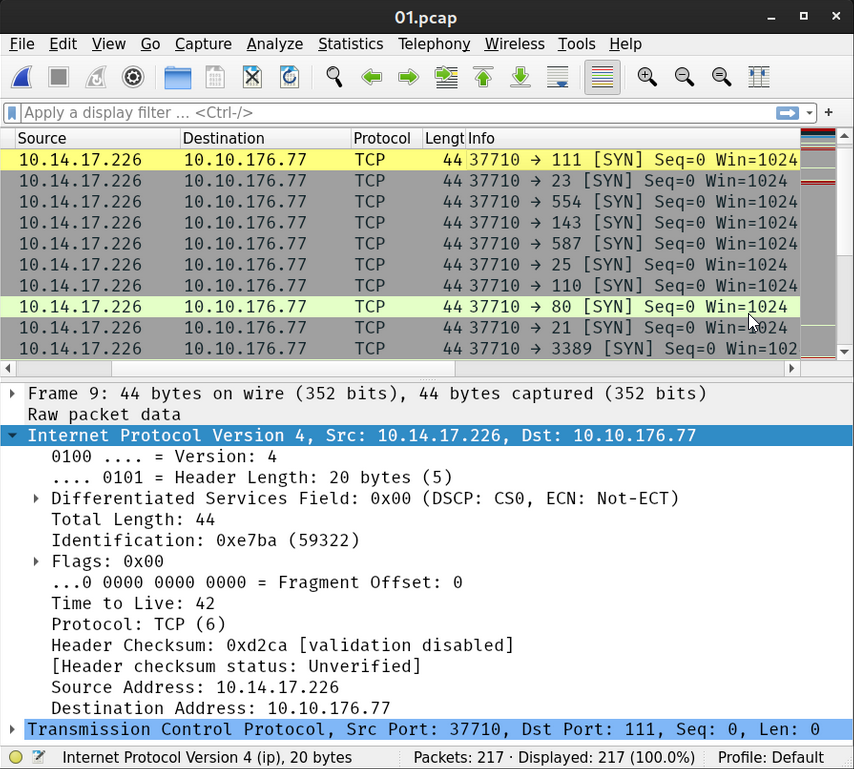 01.pcap
File Edit View Go Capture Analyze Statistics Telephony Wireless Tools Help
Apply a display filter ... <Ctrl-/>
Source Destination Protocol Lengt Info
10.14.17.226 10.10.176.77 TCP 44 37710 → 111 [SYN] Seq=0 Win=1024
10.14.17.226 10.10.176.77 TCP 44 37710 → 23 [SYN] Seq=0 Win=1024
10.14.17.226 10.10.176.77 TCP 44 37710 → 554 [SYN] Seq=0 Win=1024
10.14.17.226 10.10.176.77 TCP 44 37710 → 143 [SYN] Seq=0 Win=1024
10.14.17.226 10.10.176.77 TCP 44 37710 → 587 [SYN] Seq=0 Win=1024
10.14.17.226 10.10.176.77 TCP 44 37710 → 25 [SYN] Seq=0 Win=1024
10.14.17.226 10.10.176.77 TCP 44 37710 → 110 [SYN] Seq=0 Win=1024
10.14.17.226 10.10.176.77 TCP 44 37710 → 80 [SYN] Seq=0 Win=1024
10.14.17.226 10.10.176.77 TCP 44 37710 → 21 [SYN] Seq=0 Win=1024
10.14.17.226 10.10.176.77 TCP 44 37710 → 3389 [SYN] Seq=0 Win=102
Frame 9: 44 bytes on wire (352 bits), 44 bytes captured (352 bits)
Raw packet data
Internet Protocol Version 4, Src: 10.14.17.226, Dst: 10.10.176.77
0100 .... = Version: 4
.... 0101 = Header Length: 20 bytes (5)
Differentiated Services Field: 0x00 (DSCP: CS0, ECN: Not-ECT)
Total Length: 44
Identification: 0xe7ba (59322)
Flags: 0x00
...0 0000 0000 0000 = Fragment Offset: 0
Time to Live: 42
Protocol: TCP (6)
Header Checksum: 0xd2ca [validation disabled]
[Header checksum status: Unverified]
Source Address: 10.14.17.226
Destination Address: 10.10.176.77
Transmission Control Protocol, Src Port: 37710, Dst Port: 111, Seq: 0, Len: 0
Internet Protocol Version 4 (ip), 20 bytes Packets: 217 · Displayed: 217 (100.0%) Profile: Default